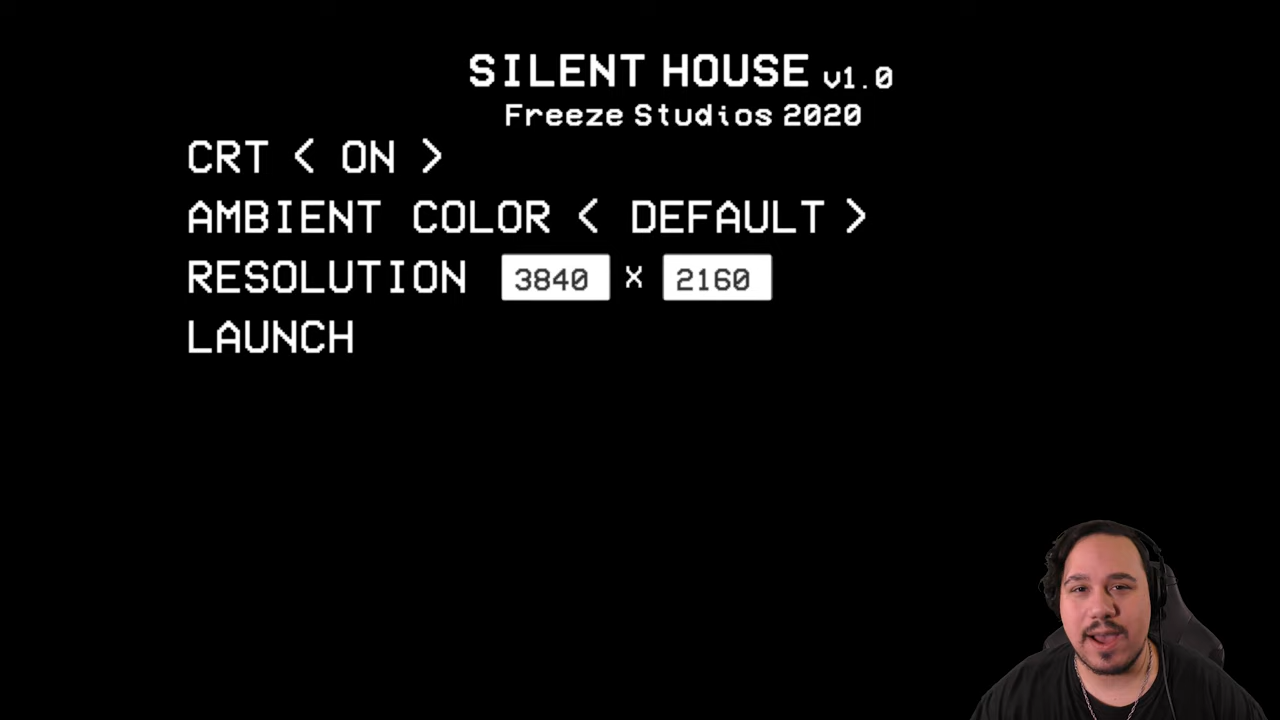 SILENT HOUSE v1.0
Freeze Studios 2020
CRT < ON >
AMBIENT COLOR < DEFAULT >
RESOLUTION 3840 X 2160
LAUNCH